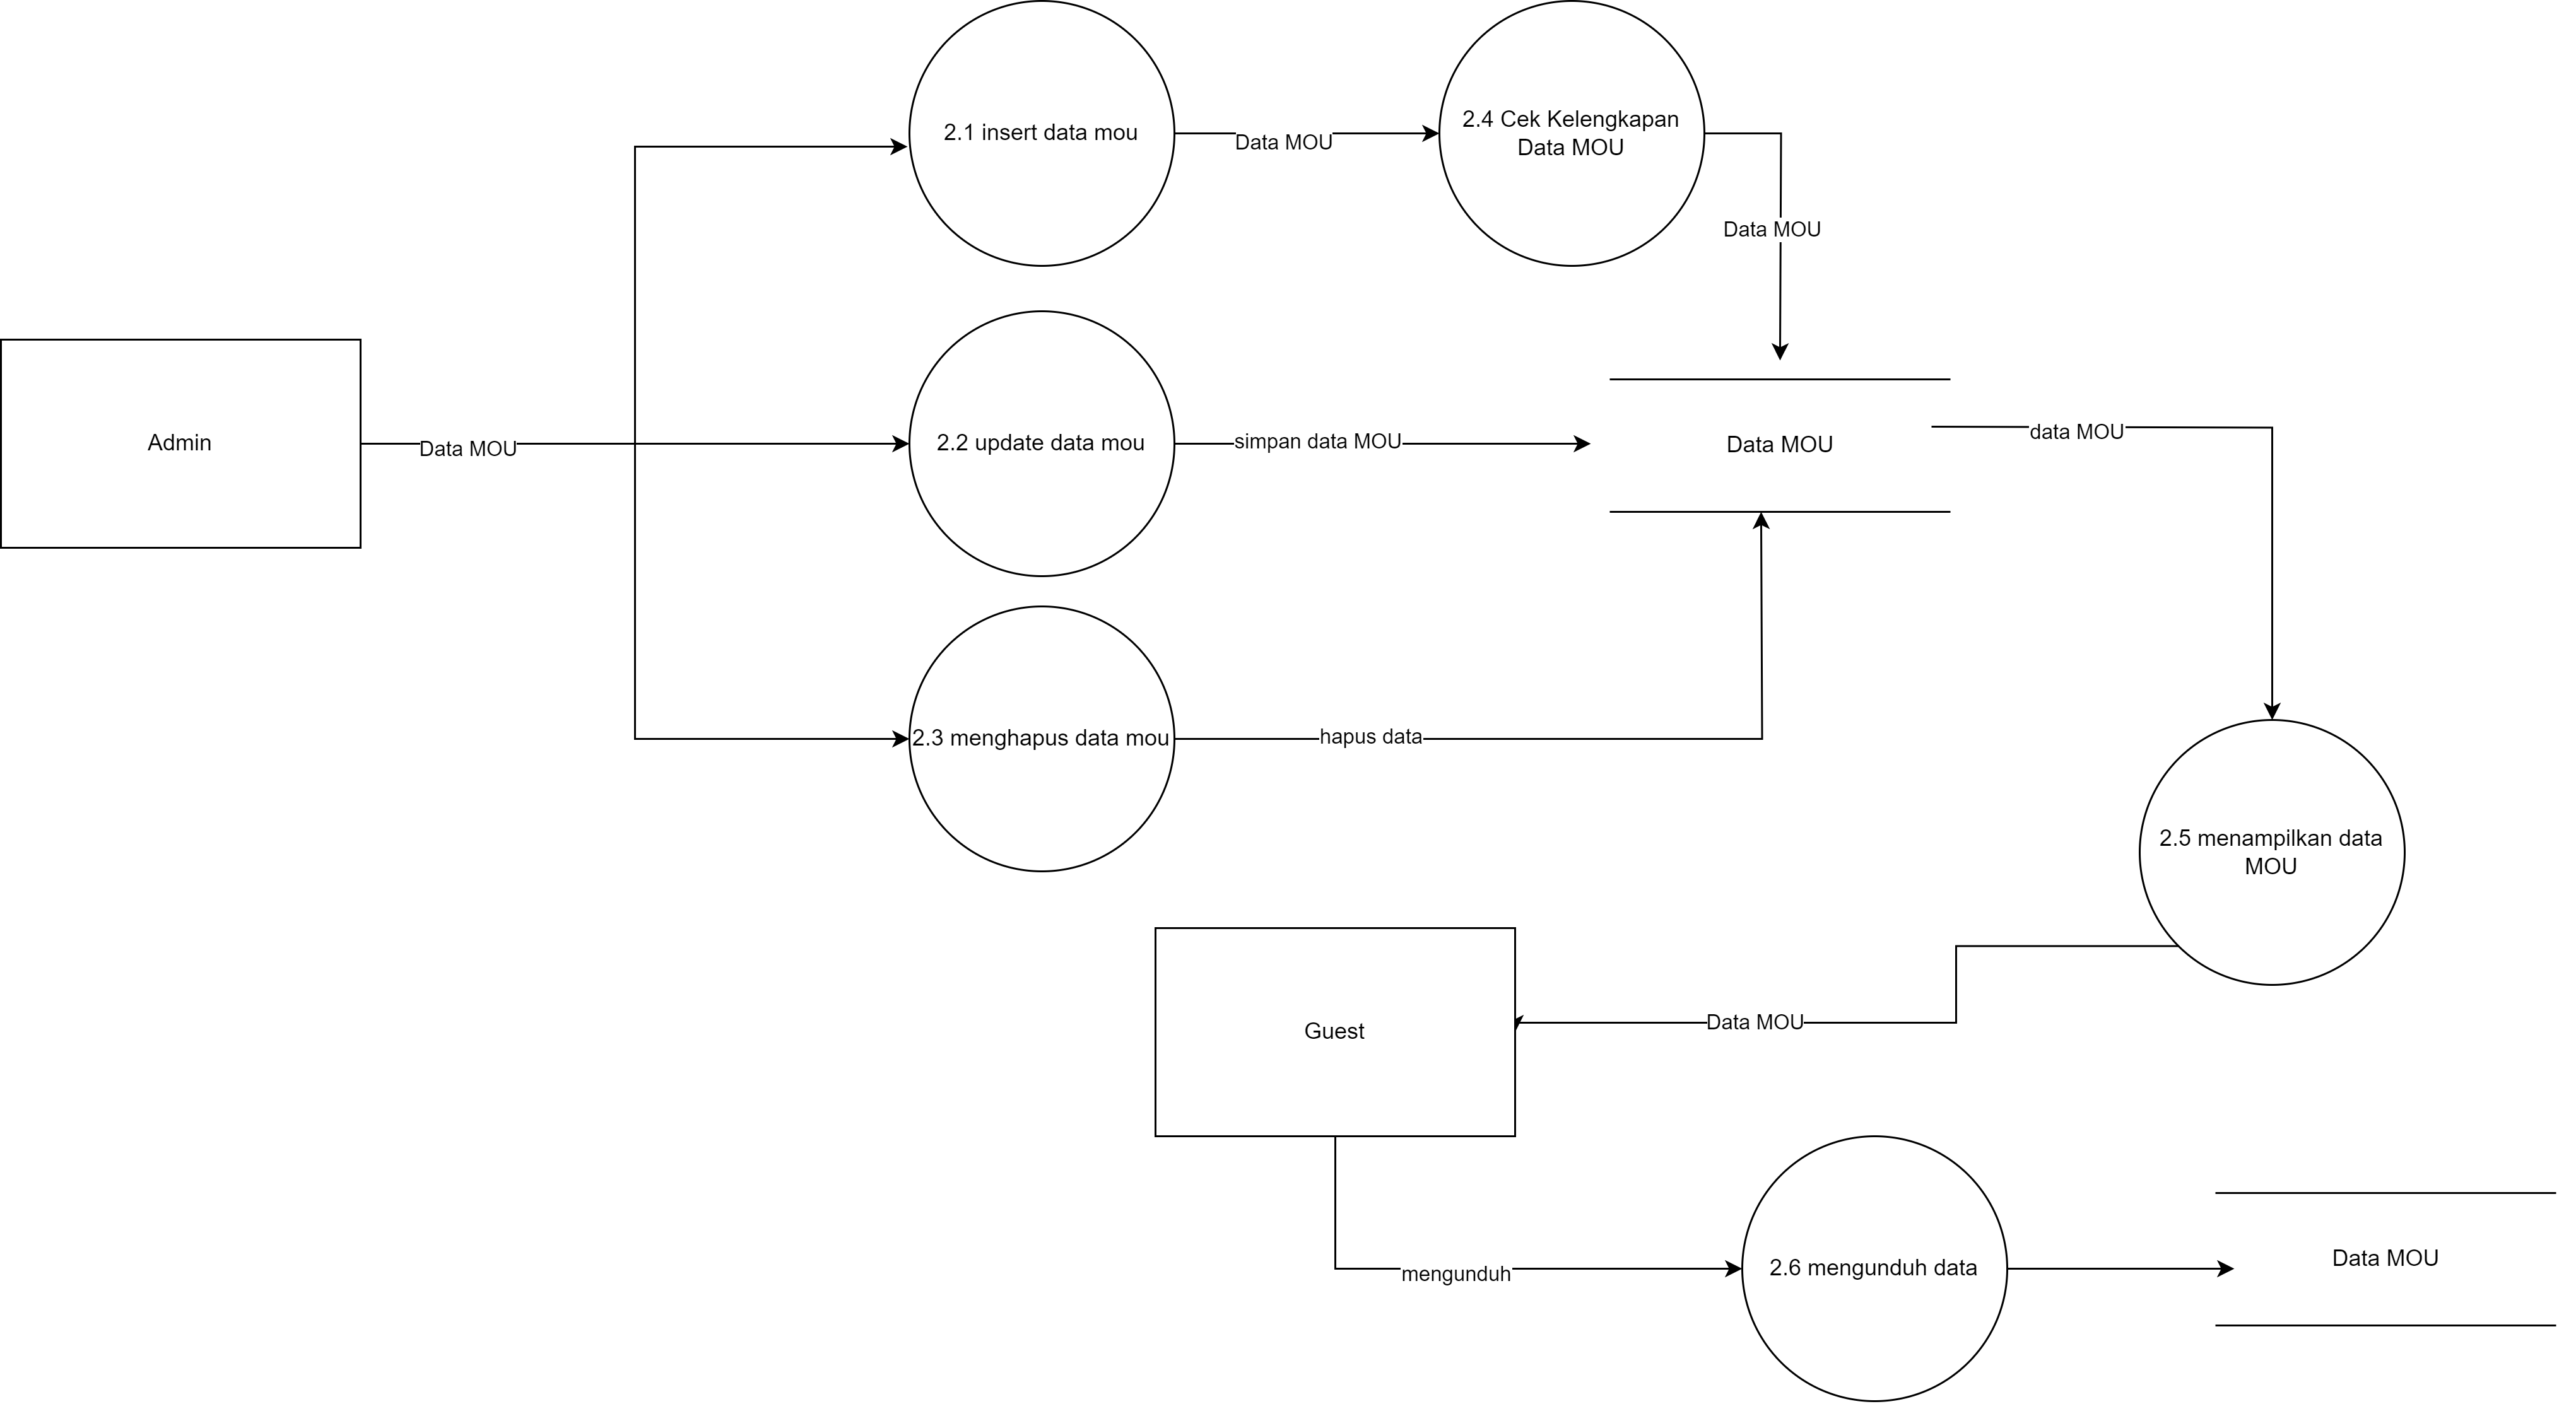 2.1 insert data mou
Data MOU
2.4 Cek Kelengkapan
Data MOU
Data MOU
Admin
Data MOU
2.2 update data mou
simpan data MOU
Data MOU
data MOU
2.3 menghapus data mou
hapus data
2.5 menampilkan data
MOU
Guest
Data MOU
mengunduh
2.6 mengunduh data
Data MOU